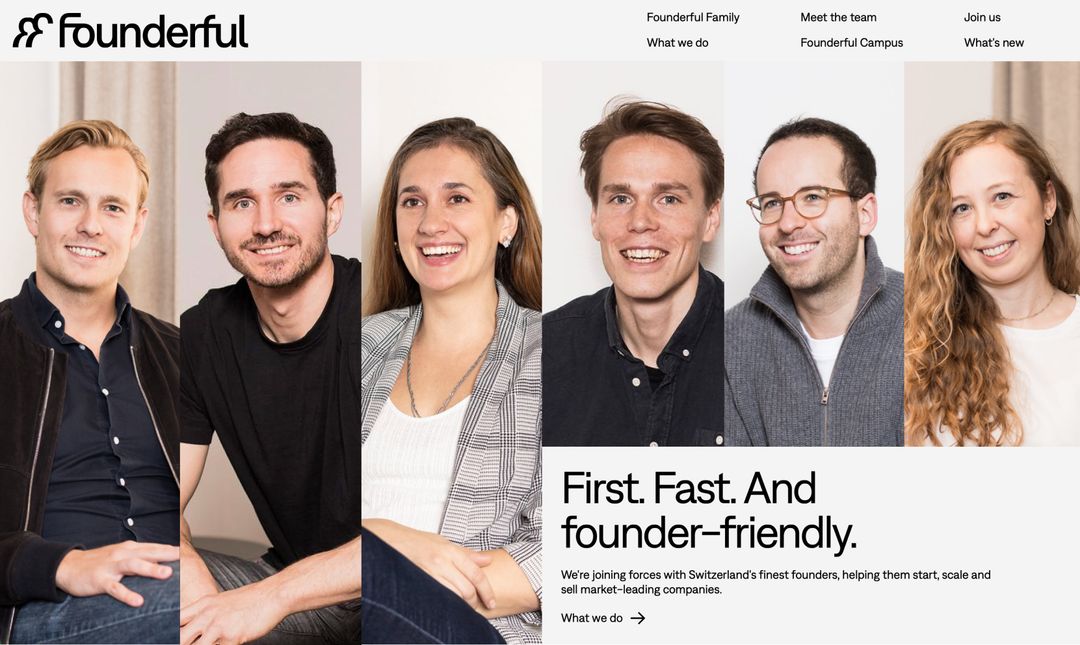 Founderful
Founderful Family
Meet the team
Join us
What we do
Founderful Campus
What's new
First. Fast. And
founder-friendly.
We're joining forces with Switzerland's finest founders, helping them start, scale and
sell market-leading companies.
What we do →